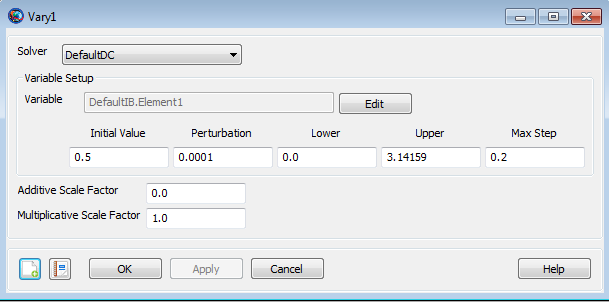 Vary1
Solver DefaultDC
Variable Setup
Variable DefaultIB.Element1 Edit
Initial Value Perturbation Lower Upper Max Step
0.5 0.0001 0.0 3.14159 0.2
Additive Scale Factor 0.0
Multiplicative Scale Factor 1.0
OK Apply Cancel Help